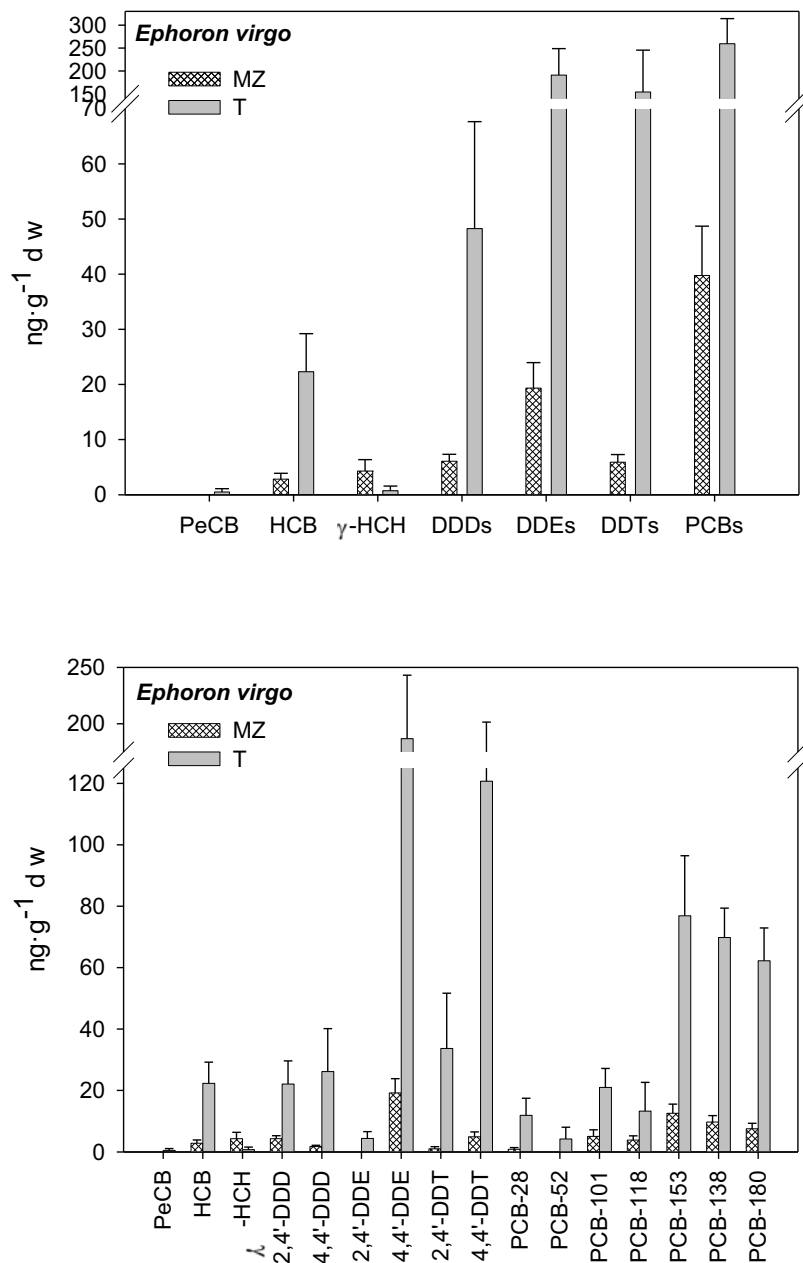 300
250
200
150
70
60
50
40
30
20
10
0
ng·g⁻¹ d w
Ephoron virgo
MZ
T
PeCB HCB γ-HCH DDDs DDEs DDTs PCBs
250
200
120
100
80
60
40
20
0
ng·g⁻¹ d w
Ephoron virgo
MZ
T
PeCB
HCB
γ -HCH
2,4'-DDD
4,4'-DDD
2,4'-DDE
4,4'-DDE
2,4'-DDT
4,4'-DDT
PCB-28
PCB-52
PCB-101
PCB-118
PCB-153
PCB-138
PCB-180